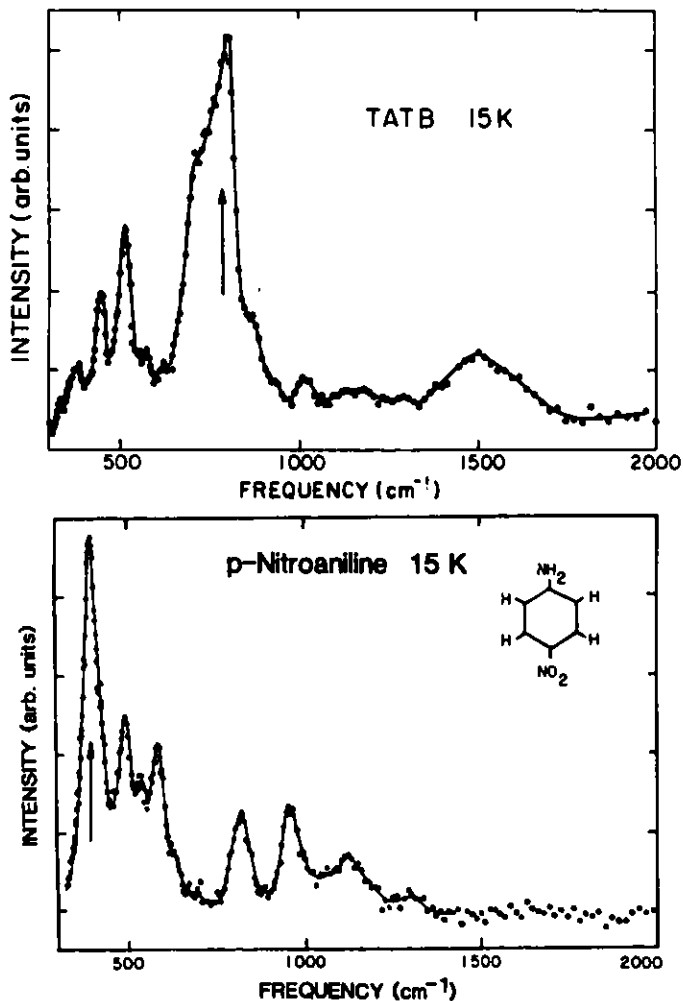 INTENSITY (arb. units)
TATB 15K
500 1000 1500 2000
FREQUENCY (cm⁻¹)
INTENSITY (arb. units)
p-Nitroaniline 15 K
NH₂
H H
H H
NO₂
500 1000 1500 2000
FREQUENCY (cm⁻¹)